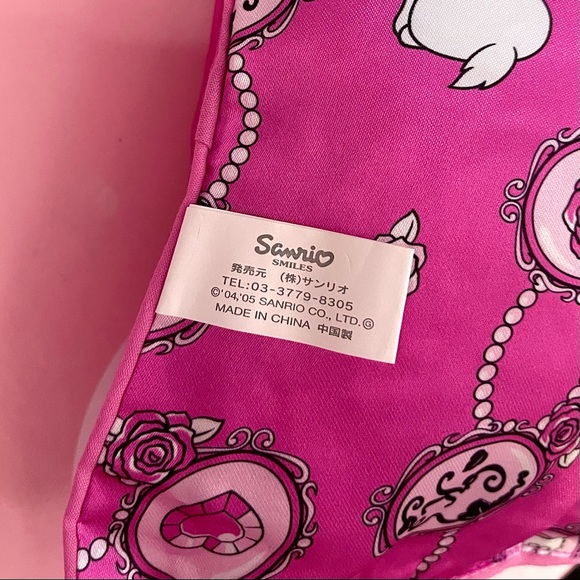 Sanrio
SMILES
発売元 (株)サンリオ
TEL:03-3779-8305
©'04,'05 SANRIO CO., LTD.Ⓖ
MADE IN CHINA 中国製